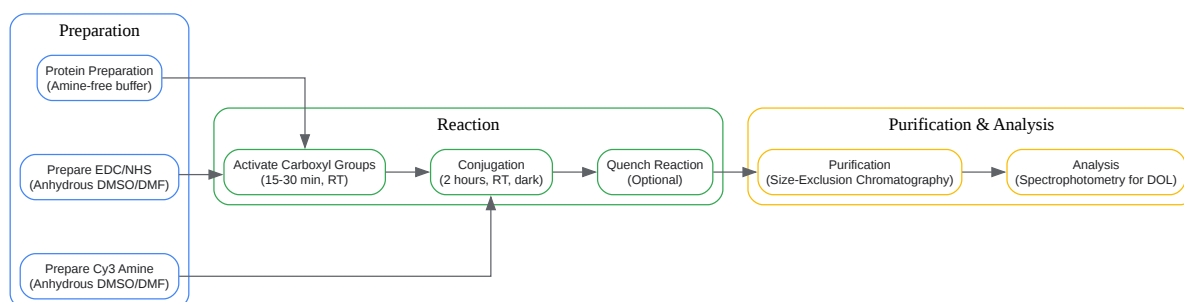 Preparation
Protein Preparation
(Amine-free buffer)
Prepare EDC/NHS
(Anhydrous DMSO/DMF)
Prepare Cy3 Amine
(Anhydrous DMSO/DMF)
Reaction
Activate Carboxyl Groups
(15-30 min, RT)
Conjugation
(2 hours, RT, dark)
Quench Reaction
(Optional)
Purification & Analysis
Purification
(Size-Exclusion Chromatography)
Analysis
(Spectrophotometry for DOL)